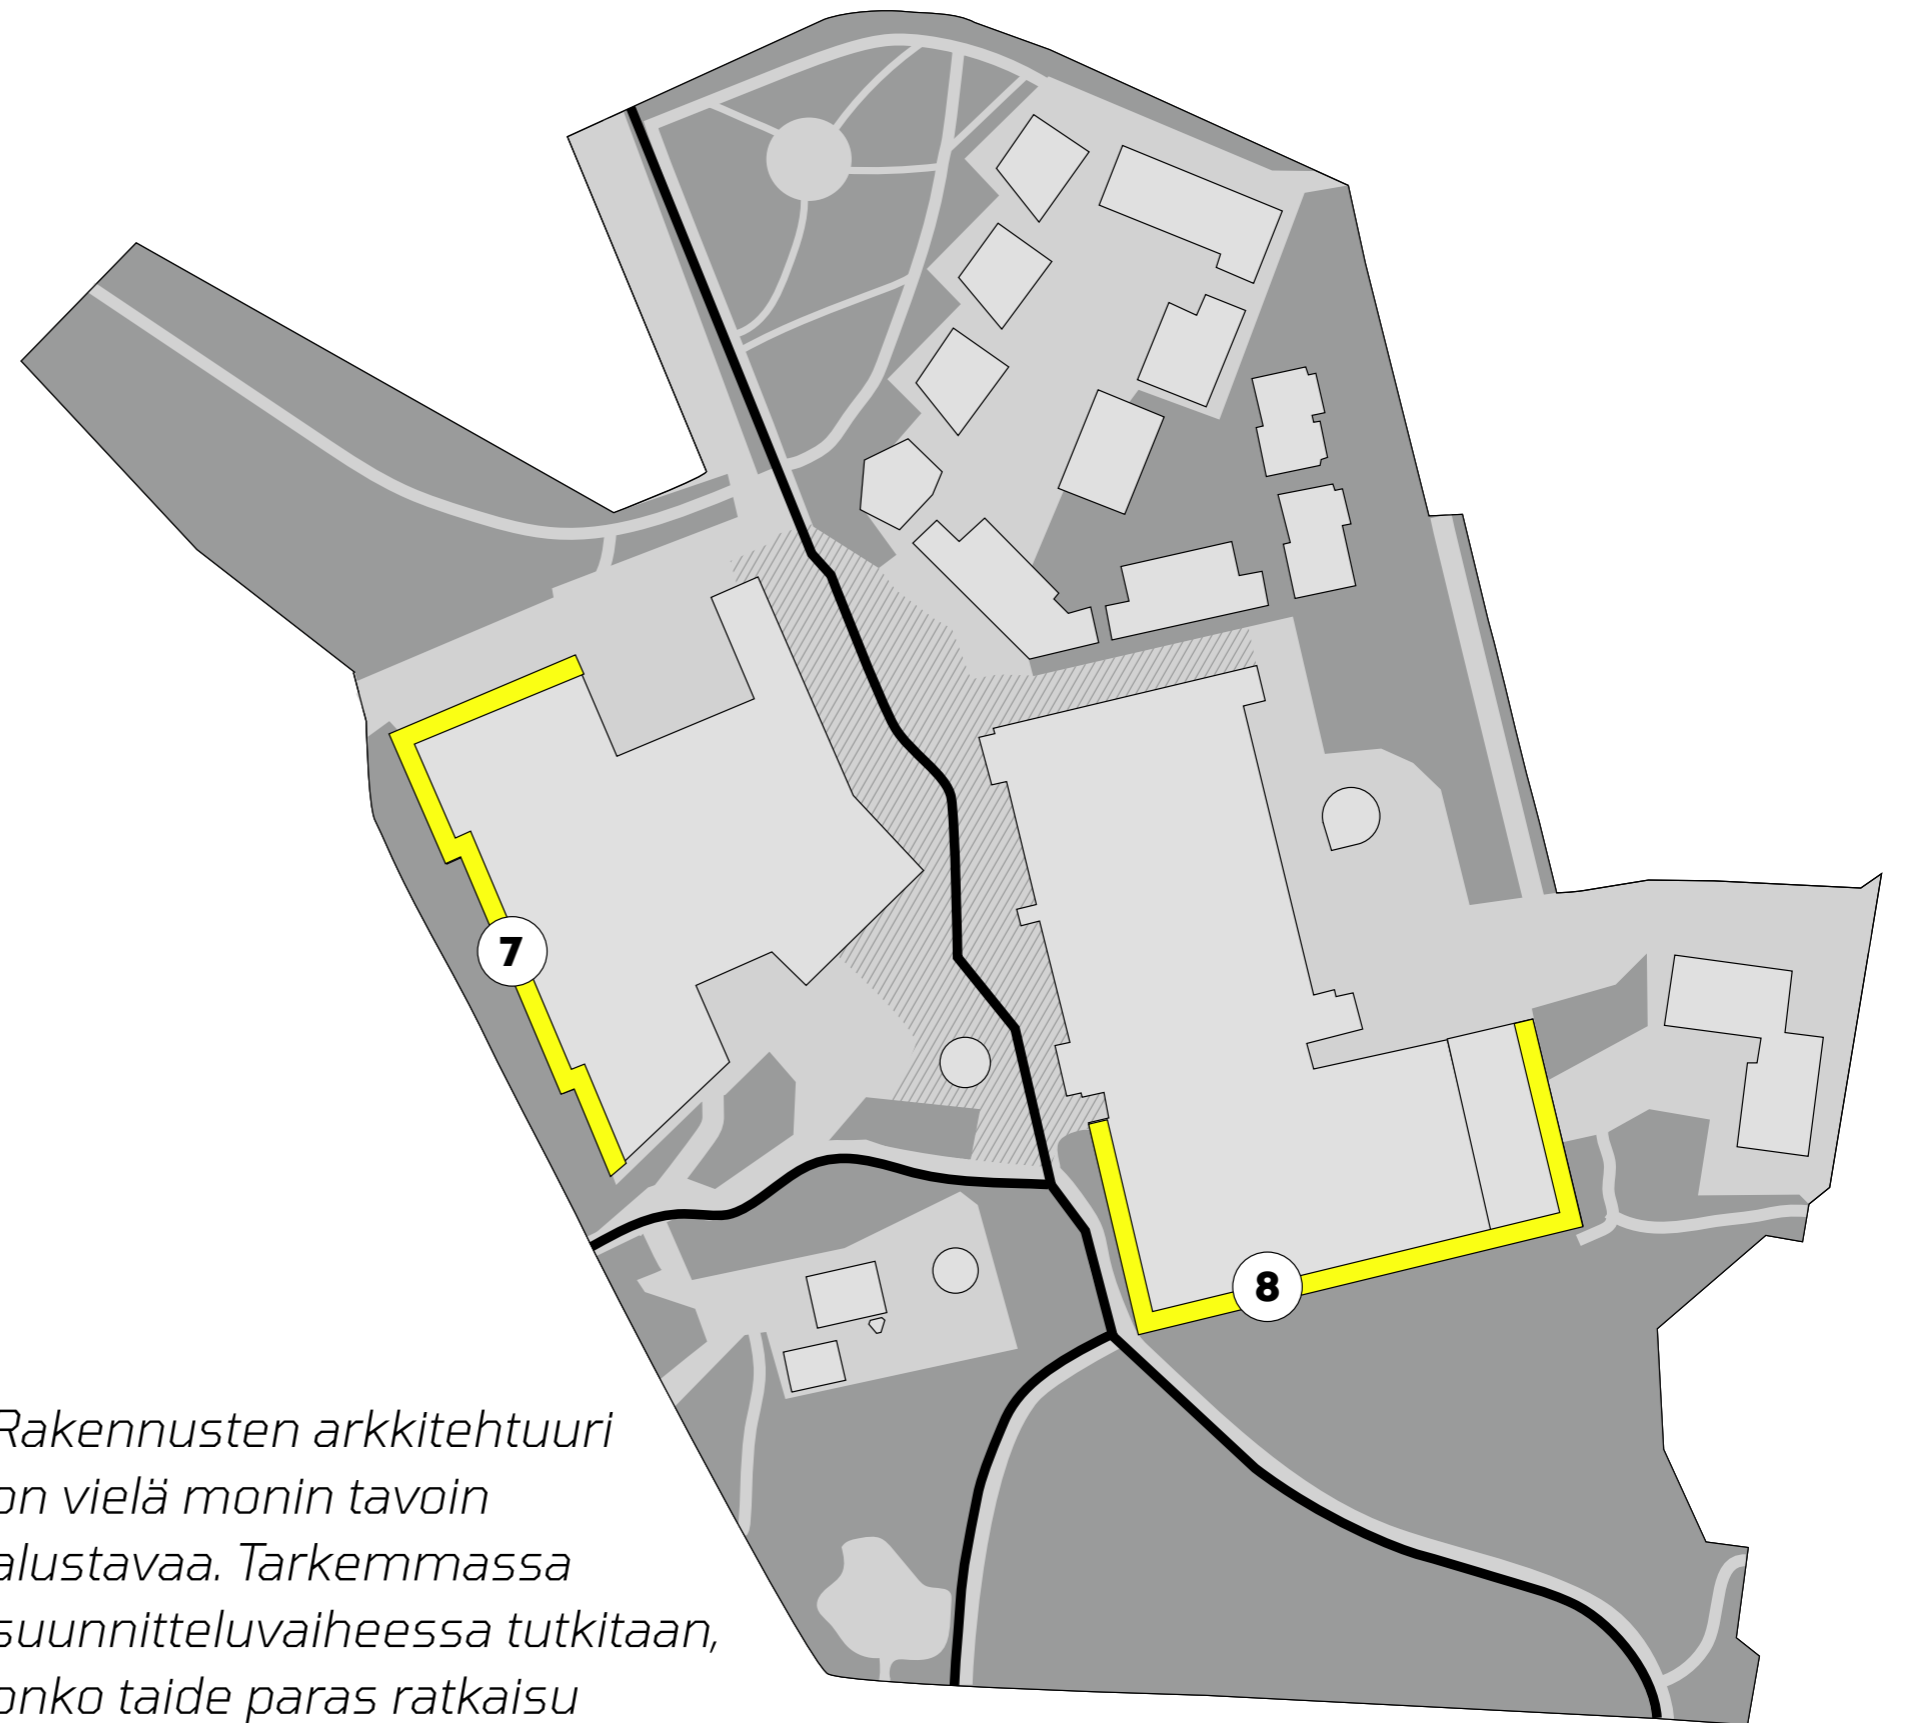 7
8
Rakennusten arkkitehtuuri
on vielä monin tavoin
alustavaa. Tarkemmassa
suunnitteluvaiheessa tutkitaan,
onko taide paras ratkaisu